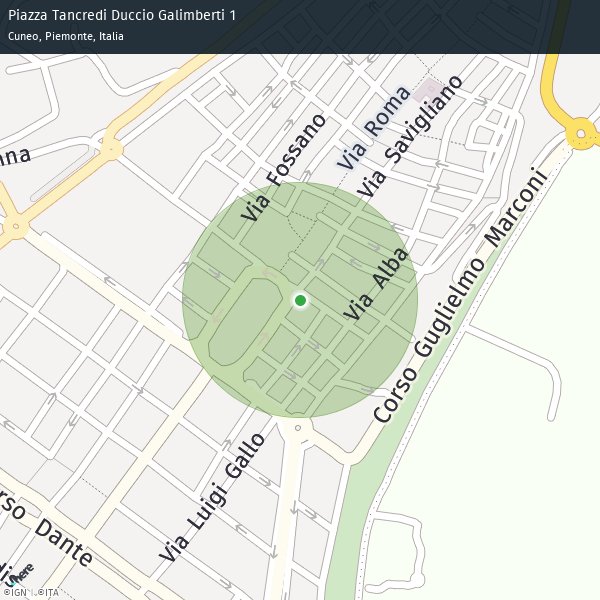 Piazza Tancredi Duccio Galimberti 1
Cuneo, Piemonte, Italia
Via Roma
Via Savigliano
Via Fossano
nna
Via Alba
Corso Guglielmo Marconi
Via Luigi Gallo
rso Dante
here
©IGN | ©ITA